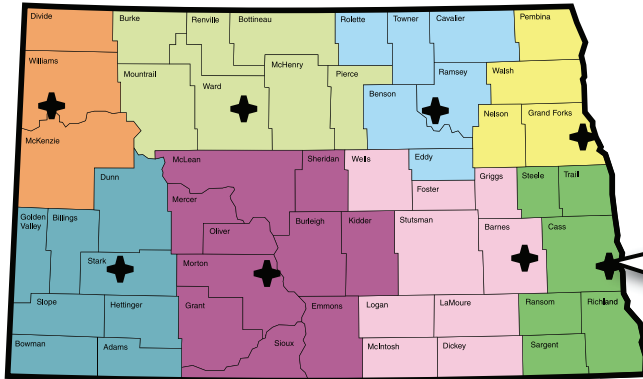 Divide
Burke
Renville
Bottineau
Rolette
Towner
Cavalier
Pembina
Williams
Mountrail
Ward
McHenry
Pierce
Benson
Ramsey
Walsh
Nelson
Grand Forks
McKenzie
Dunn
McLean
Sheridan
Wells
Eddy
Foster
Griggs
Steele
Trail
Golden
Valley
Billings
Mercer
Oliver
Burleigh
Kidder
Stutsman
Barnes
Cass
Stark
Morton
Slope
Hettinger
Grant
Emmons
Logan
LaMoure
Ransom
Richland
Bowman
Adams
Sioux
McIntosh
Dickey
Sargent